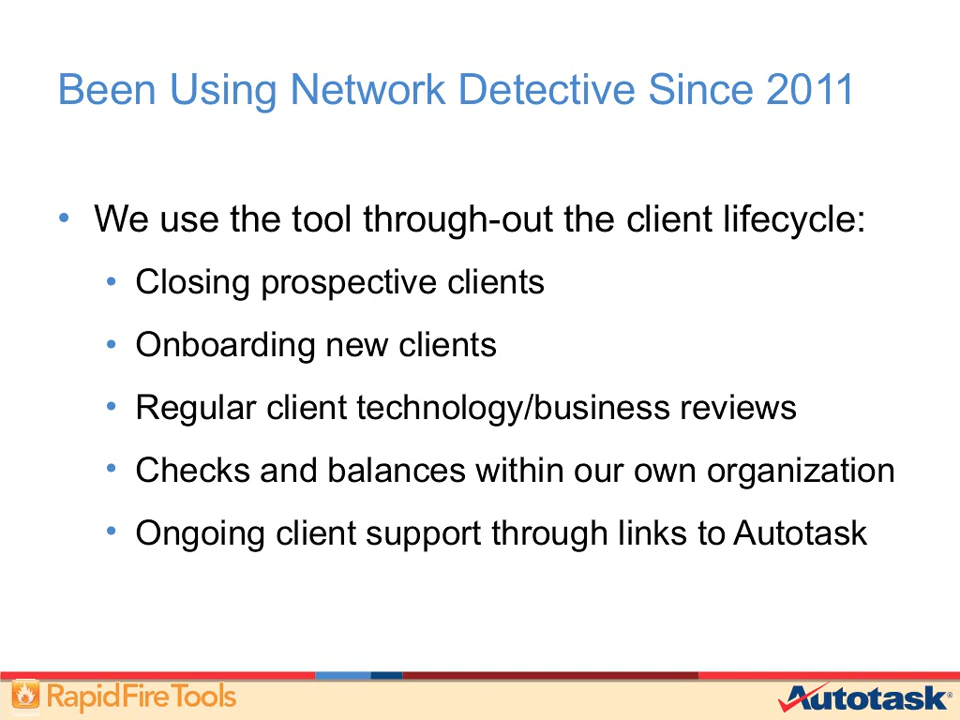 Been Using Network Detective Since 2011
• We use the tool through-out the client lifecycle:
• Closing prospective clients
• Onboarding new clients
• Regular client technology/business reviews
• Checks and balances within our own organization
• Ongoing client support through links to Autotask
RapidFireTools
Autotask®